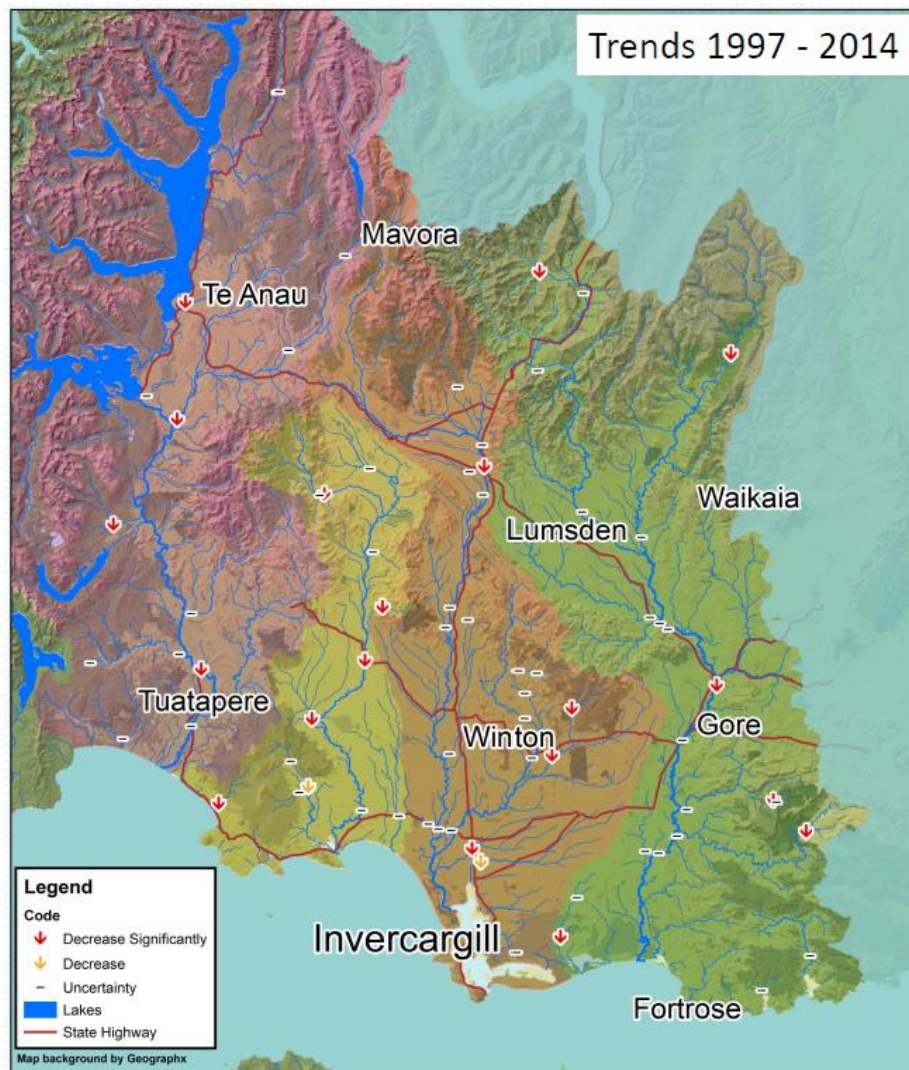 Trends 1997 - 2014
Mavora
Te Anau
Waikaia
Lumsden
Tuatapere
Winton
Gore
Invercargill
Fortrose
Legend
Code
Decrease Significantly
Decrease
Uncertainty
Lakes
State Highway
Map background by Geographx